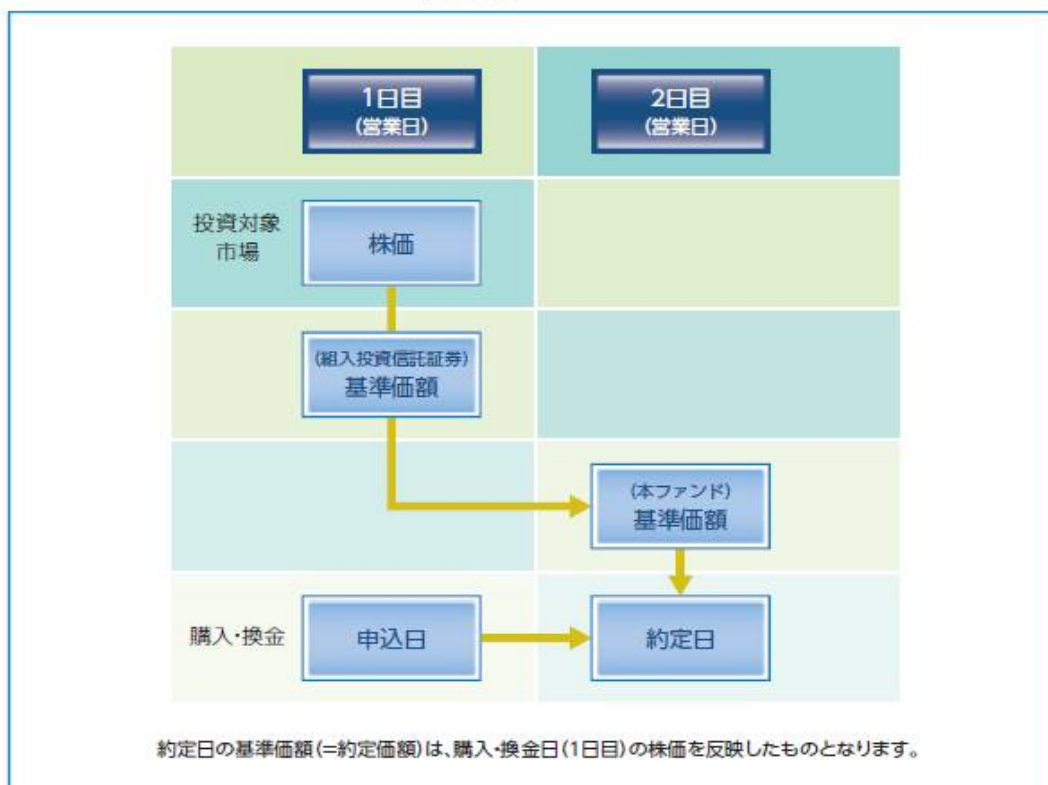 1日目
(営業日)
2日目
(営業日)
投資対象
市場
株価
(組入投資信託証券)
基準価額
(本ファンド)
基準価額
購入・換金
申込日
約定日
約定日の基準価額(=約定価額)は、購入・換金日(1日目)の株価を反映したものとなります。